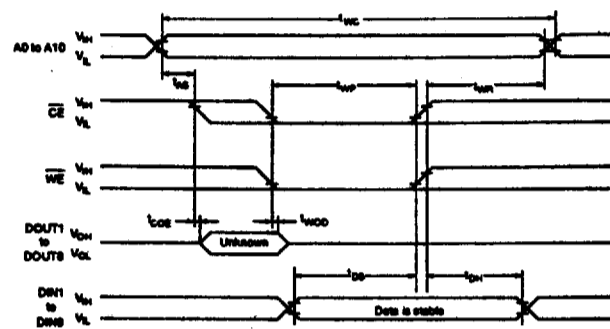 tWC
A0 to A10 VIH
VIL
tAS
tWP
tWR
CE VIH
VIL
WE VIH
VIL
tCOE
tWOD
DOUT1
to
DOUT8
VOH
VOL
Unknown
tDS
tDH
DIN1
to
DIN8
VIH
VIL
Data is stable